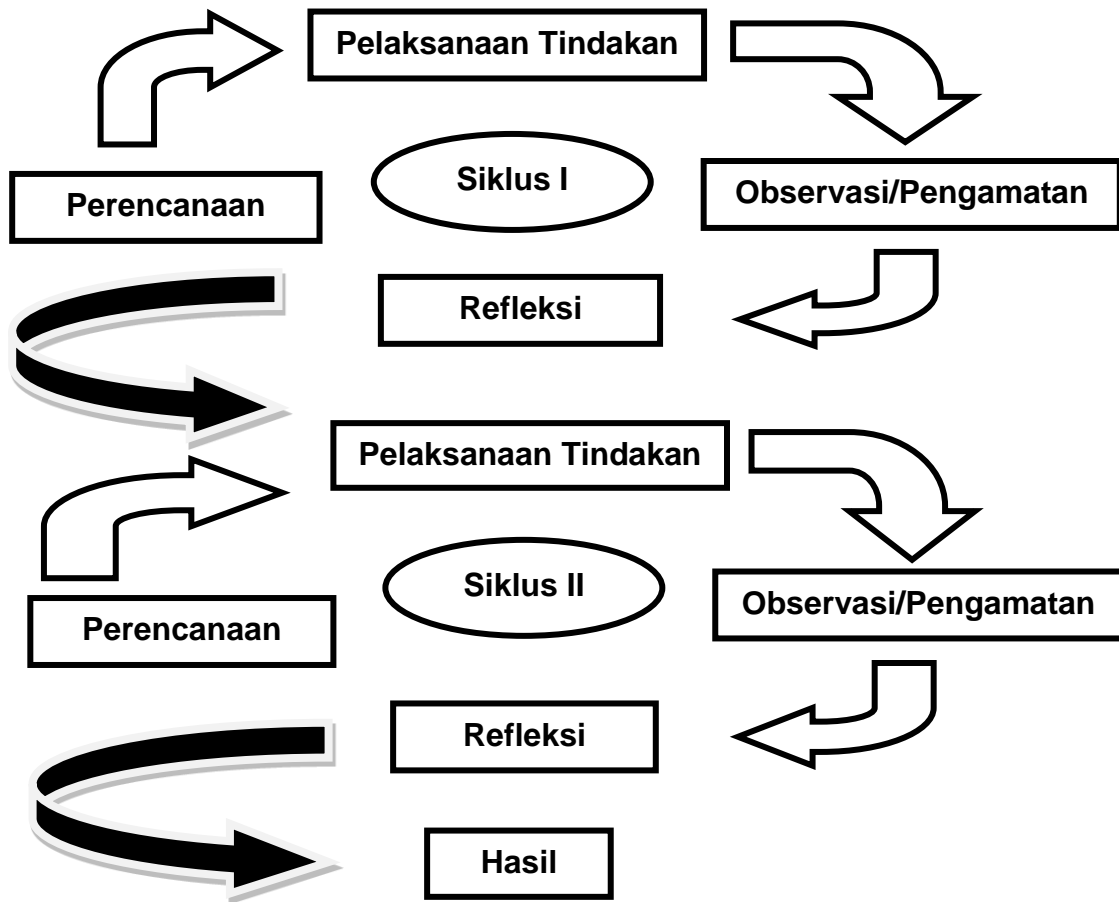 Pelaksanaan Tindakan
Perencanaan
Siklus I
Observasi/Pengamatan
Refleksi
Pelaksanaan Tindakan
Perencanaan
Siklus II
Observasi/Pengamatan
Refleksi
Hasil